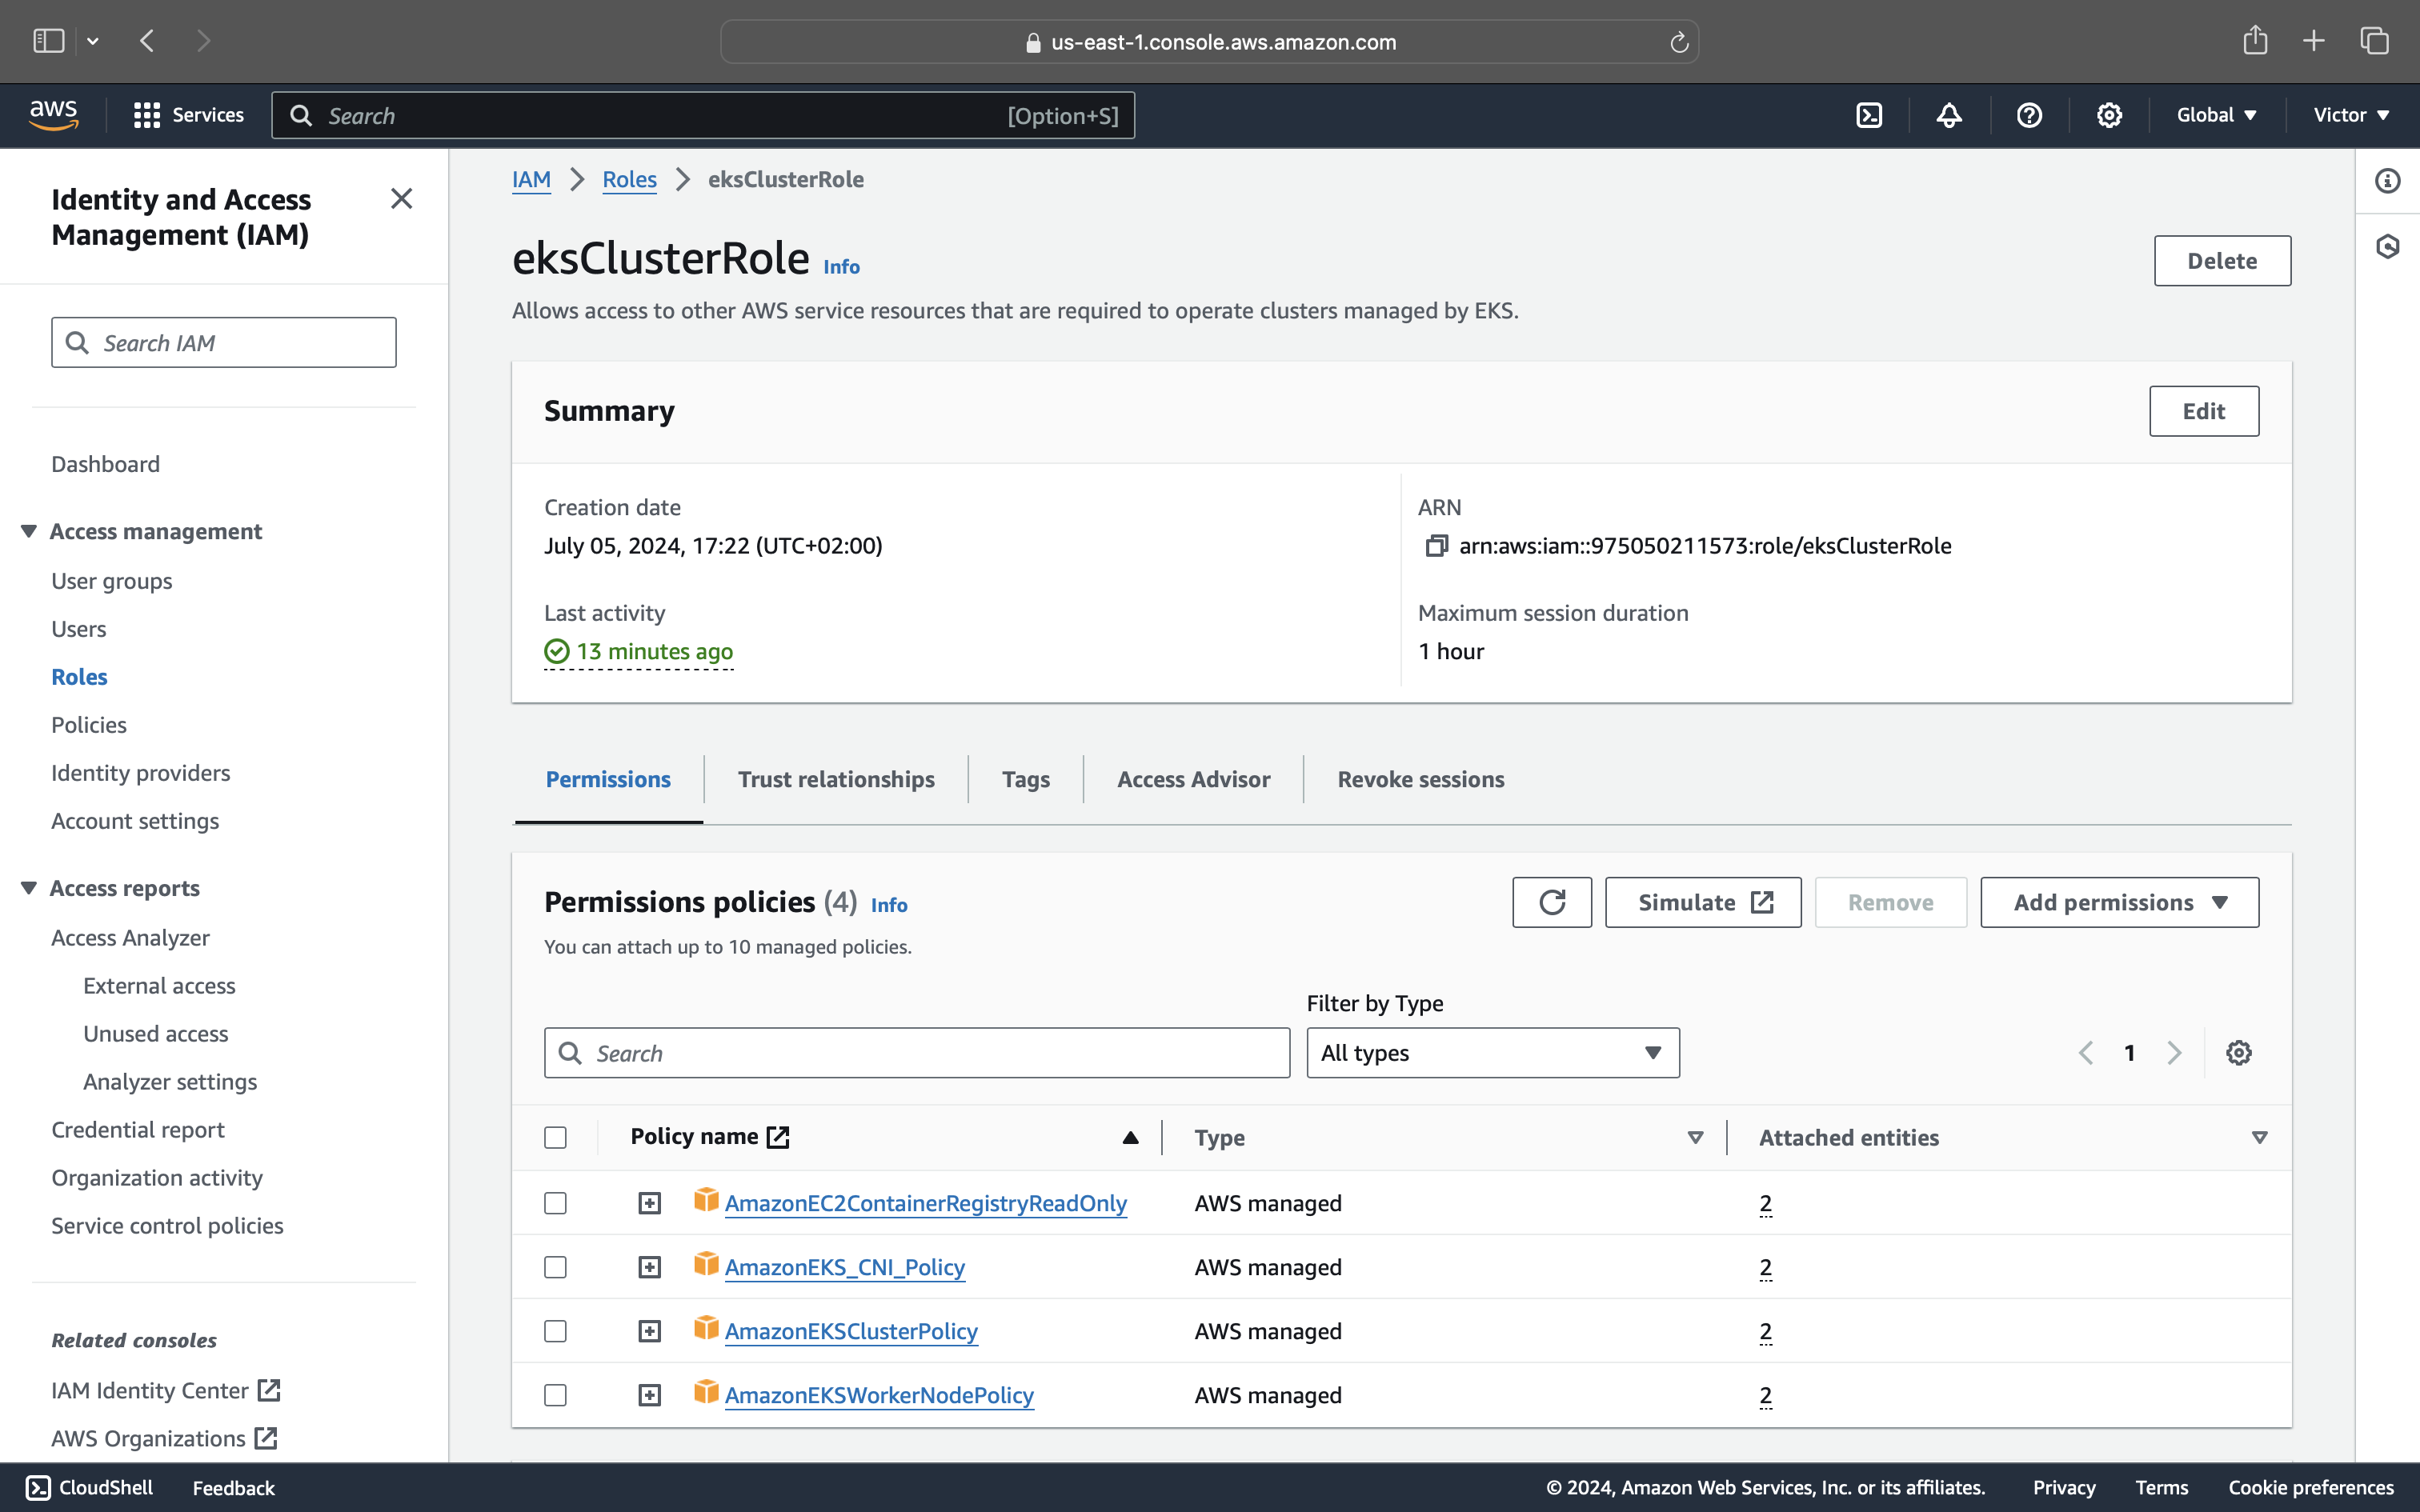 us-east-1.console.aws.amazon.com
aws
Services
Search
[Option+S]
Global
Victor
Identity and Access
Management (IAM)
Search IAM
Dashboard
Access management
User groups
Users
Roles
Policies
Identity providers
Account settings
Access reports
Access Analyzer
External access
Unused access
Analyzer settings
Credential report
Organization activity
Service control policies
Related consoles
IAM Identity Center
AWS Organizations
IAM > Roles > eksClusterRole
eksClusterRole Info
Delete
Allows access to other AWS service resources that are required to operate clusters managed by EKS.
Summary
Edit
Creation date
July 05, 2024, 17:22 (UTC+02:00)
ARN
arn:aws:iam::975050211573:role/eksClusterRole
Last activity
13 minutes ago
Maximum session duration
1 hour
Permissions
Trust relationships
Tags
Access Advisor
Revoke sessions
Permissions policies (4) Info
Simulate
Remove
Add permissions
You can attach up to 10 managed policies.
Filter by Type
Search
All types
1
Policy name
Type
Attached entities
AmazonEC2ContainerRegistryReadOnly AWS managed 2
AmazonEKS_CNI_Policy AWS managed 2
AmazonEKSClusterPolicy AWS managed 2
AmazonEKSWorkerNodePolicy AWS managed 2
CloudShell
Feedback
© 2024, Amazon Web Services, Inc. or its affiliates.
Privacy
Terms
Cookie preferences